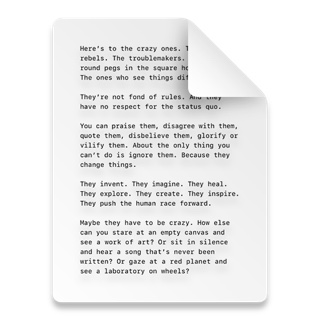 Here's to the crazy ones. T
rebels. The troublemakers.
round pegs in the square ho
The ones who see things dif
They're not fond of rules. And they
have no respect for the status quo.
You can praise them, disagree with them,
quote them, disbelieve them, glorify or
vilify them. About the only thing you
can't do is ignore them. Because they
change things.
They invent. They imagine. They heal.
They explore. They create. They inspire.
They push the human race forward.
Maybe they have to be crazy. How else
can you stare at an empty canvas and
see a work of art? Or sit in silence
and hear a song that's never been
written? Or gaze at a red planet and
see a laboratory on wheels?